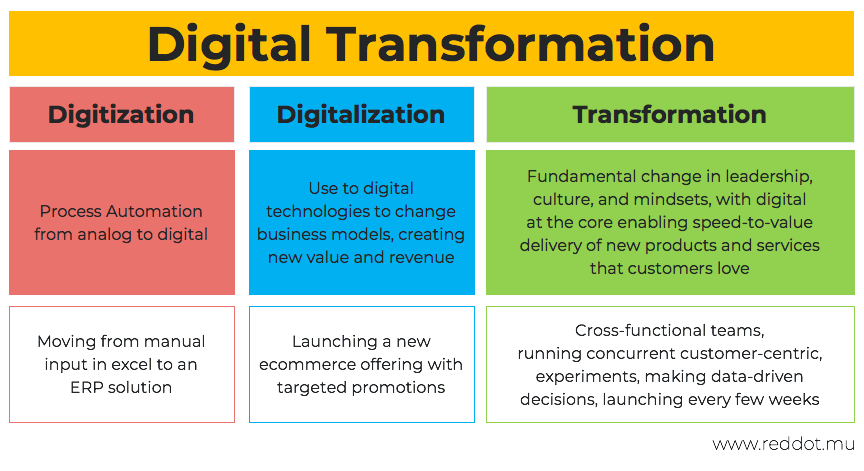 Digital Transformation
Digitization
Digitalization
Transformation
Process Automation
from analog to digital
Use to digital
technologies to change
business models, creating
new value and revenue
Fundamental change in leadership,
culture, and mindsets, with digital
at the core enabling speed-to-value
delivery of new products and services
that customers love
Moving from manual
input in excel to an
ERP solution
Launching a new
ecommerce offering with
targeted promotions
Cross-functional teams,
running concurrent customer-centric,
experiments, making data-driven
decisions, launching every few weeks
www.reddot.mu